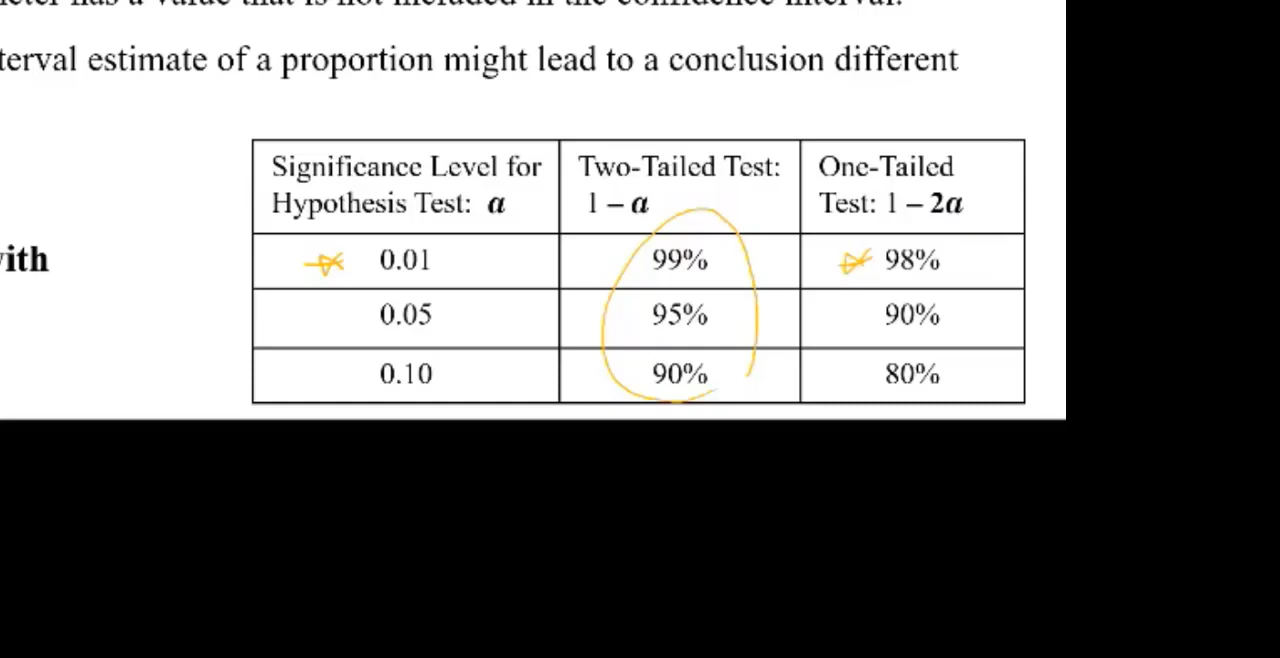 terval estimate of a proportion might lead to a conclusion different
Significance Level for
Hypothesis Test: α
Two-Tailed Test:
1 – α
One-Tailed
Test: 1 – 2α
with
0.01
99%
98%
0.05
95%
90%
0.10
90%
80%